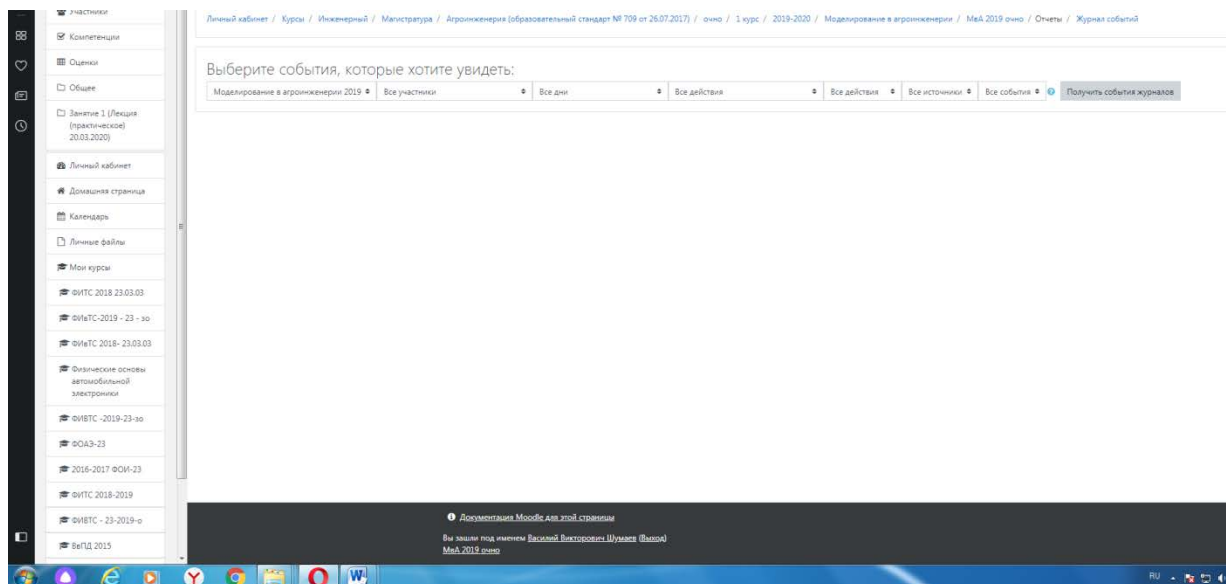 Участники
Компетенции
Оценки
Общее
Занятие 1 (Лекция
(практическое)
20.03.2020)
Личный кабинет
Домашняя страница
Календарь
Личные файлы
Мои курсы
ФИТС 2018 23.03.03
ФИвТС-2019 - 23 - зо
ФИвТС 2018- 23.03.03
Физические основы
автомобильной
электроники
ФИВТС -2019-23-зо
ФОАЭ-23
2016-2017 ФОИ-23
ФИТС 2018-2019
ФИВТС - 23-2019-о
ВвПД 2015
Личный кабинет / Курсы / Инженерный / Магистратура / Агроинженерия (образовательный стандарт № 709 от 26.07.2017) / очно / 1 курс / 2019-2020 / Моделирование в агроинженерии / МвА 2019 очно / Отчеты / Журнал событий
Выберите события, которые хотите увидеть:
Моделирование в агроинженерии 2019 Все участники Все дни Все действия Все действия Все источники Все события Получить события журналов
Документация Moodle для этой страницы
Вы зашли под именем Василий Викторович Шумаев (Выход)
МвА 2019 очно
RU